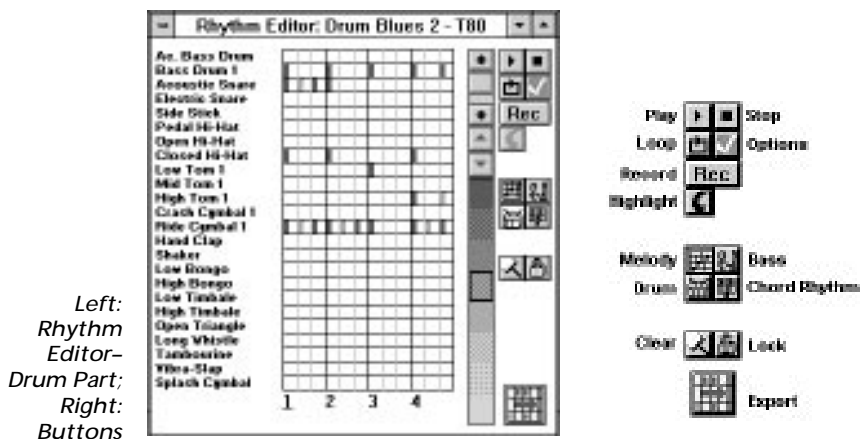 Rhythm Editor: Drum Blues 2 - T80
Ac. Bass Drum
Bass Drum 1
Acoustic Snare
Electric Snare
Side Stick
Pedal Hi-Hat
Open Hi-Hat
Closed Hi-Hat
Low Tom 1
Mid Tom 1
High Tom 1
Crash Cymbal 1
Ride Cymbal 1
Hand Clap
Shaker
Low Bongo
High Bongo
Low Timbale
High Timbale
Open Triangle
Long Whistle
Tambourine
Vibra-Slap
Splash Cymbal
1 2 3 4
Rec
Left:
Rhythm
Editor–
Drum Part;
Right:
Buttons
Play Stop
Loop Options
Record Rec
Highlight
Melody Bass
Drum Chord Rhythm
Clear Lock
Export